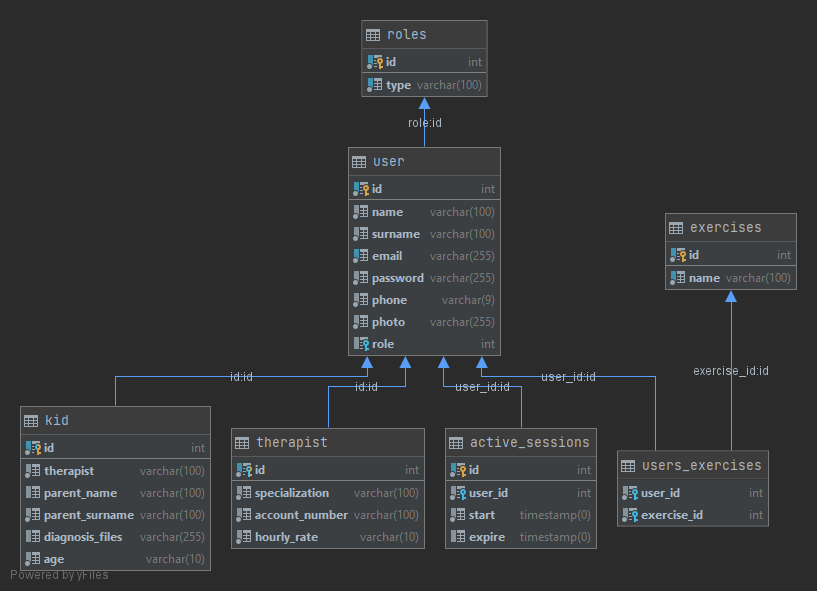 roles
id int
type varchar(100)
role:id
user
id int
name varchar(100)
surname varchar(100)
email varchar(255)
password varchar(255)
phone varchar(9)
photo varchar(255)
role int
exercises
id int
name varchar(100)
id:id
id:id
user_id:id
user_id:id
exercise_id:id
kid
id int
therapist varchar(100)
parent_name varchar(100)
parent_surname varchar(100)
diagnosis_files varchar(255)
age varchar(10)
therapist
id int
specialization varchar(100)
account_number varchar(100)
hourly_rate varchar(10)
active_sessions
id int
user_id int
start timestamp(0)
expire timestamp(0)
users_exercises
user_id int
exercise_id int
Powered by yFiles